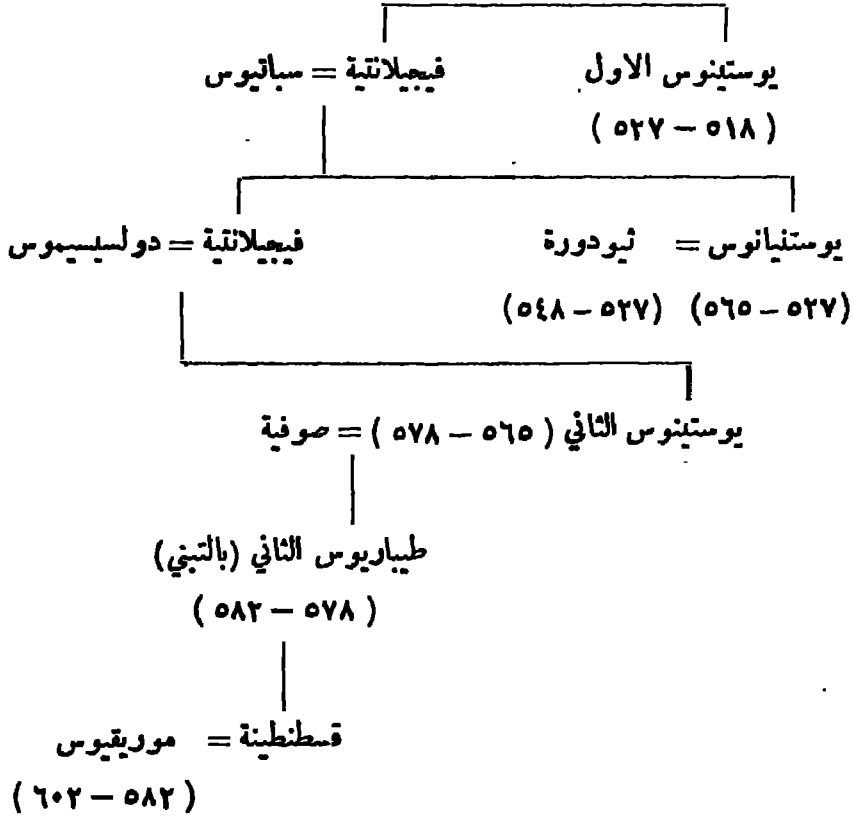 يوستينوس الاول فيجيلانتية = سباتيوس
( ٥١٨ – ٥٢٧ )
يوستنيانوس = ثيودورة فيجيلانتية = دولسيسيموس
(٥٢٧ – ٥٦٥) (٥٢٧ – ٥٤٨)
يوستينوس الثاني ( ٥٦٥ – ٥٧٨ ) = صوفية
طيباريوس الثاني (بالتبني)
( ٥٧٨ – ٥٨٢ )
قسطنطينة = موريقيوس
( ٥٨٢ – ٦٠٢ )